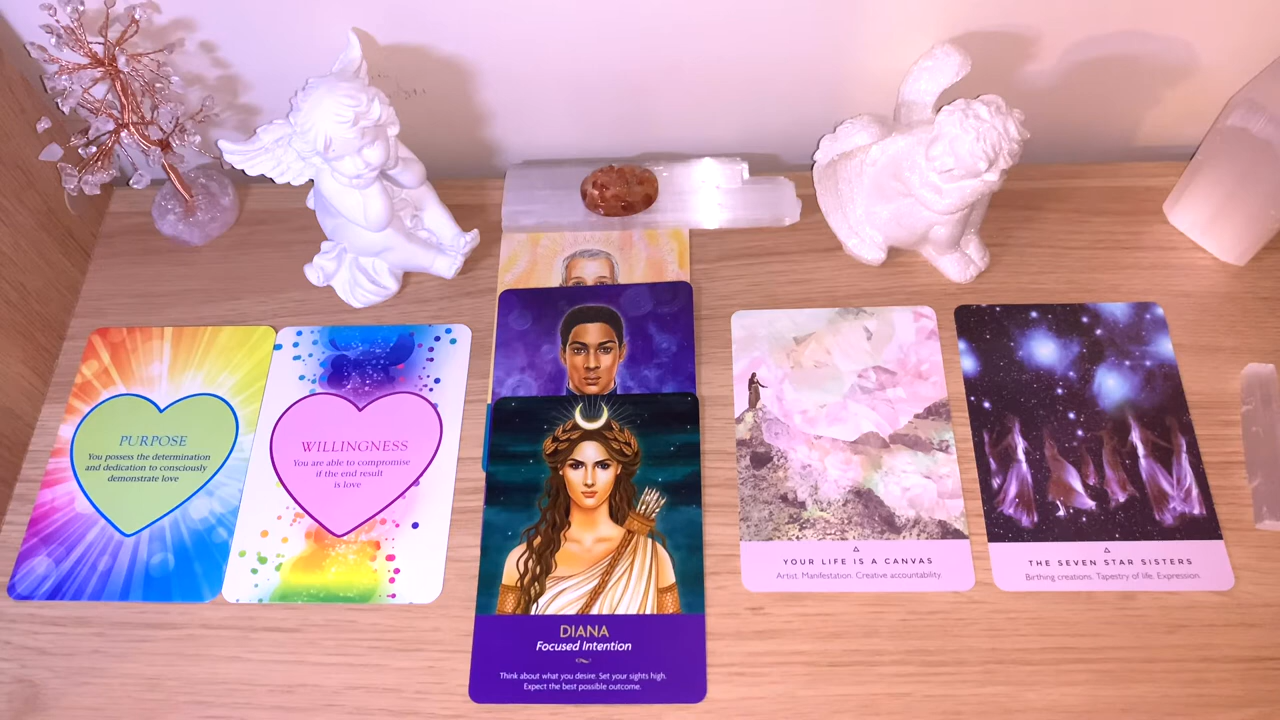 PURPOSE
You possess the determination
and dedication to consciously
demonstrate love
WILLINGNESS
You are able to compromise
if the end result
is love
DIANA
Focused Intention
Think about what you desire. Set your sights high.
Expect the best possible outcome.
YOUR LIFE IS A CANVAS
Artist. Manifestation. Creative accountability.
THE SEVEN STAR SISTERS
Birthing creations. Tapestry of life. Expression.